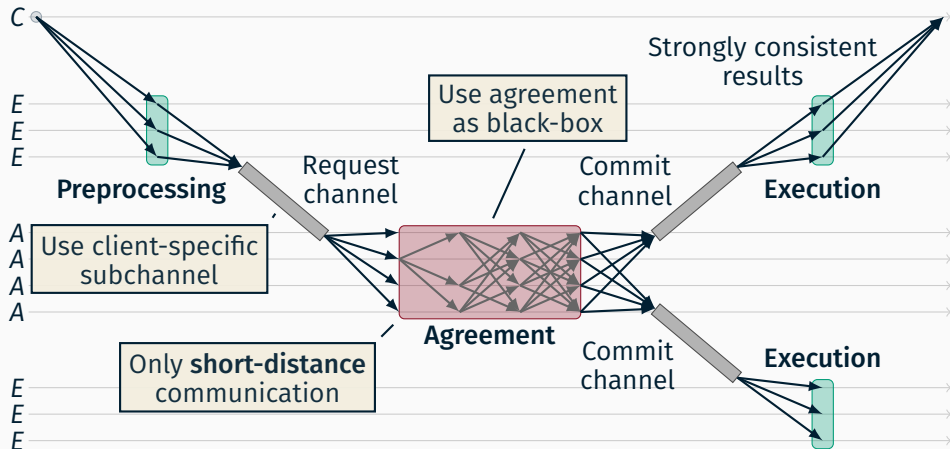 C
Strongly consistent
results
Use agreement
as black-box
E
E
E
Preprocessing
Request
channel
Commit
channel
Execution
A
A
A
A
Use client-specific
subchannel
Agreement
Only short-distance
communication
Commit
channel
Execution
E
E
E